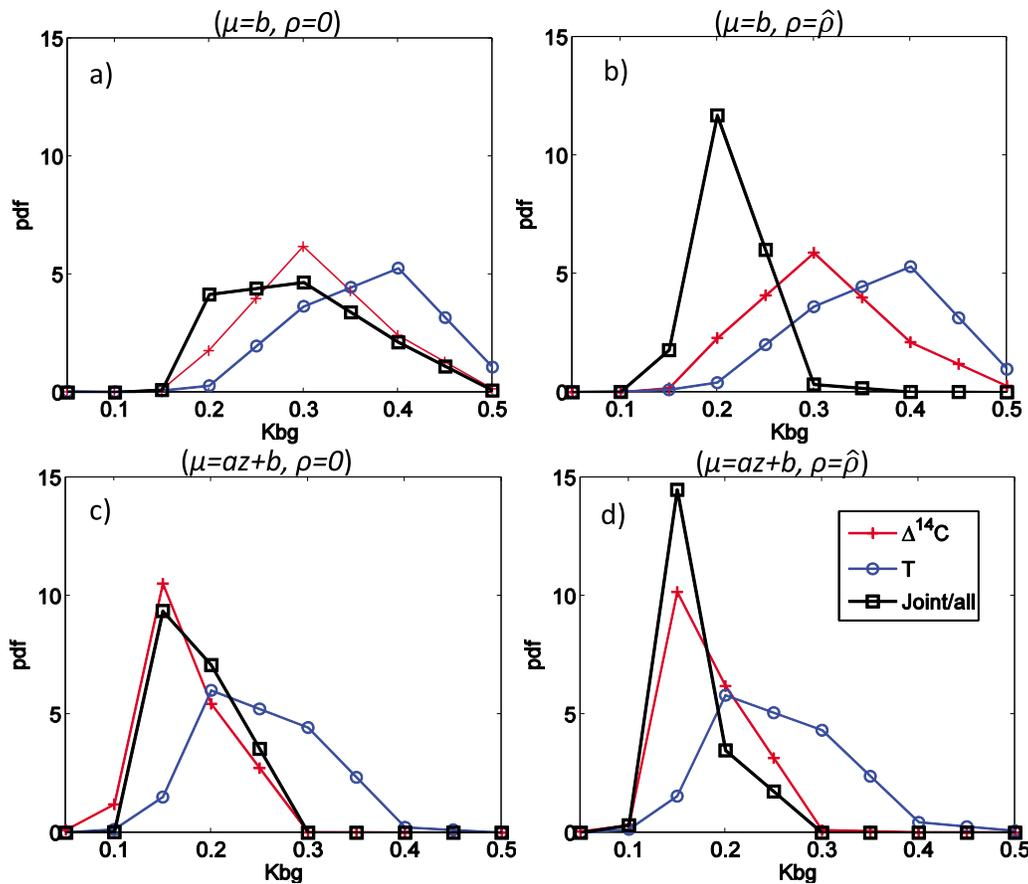 (μ=b, ρ=0)
a)
15
10
5
0
pdf
0.1 0.2 0.3 0.4 0.5
Kbg
(μ=b, ρ=ρ̂)
b)
15
10
5
0
pdf
0.1 0.2 0.3 0.4 0.5
Kbg
(μ=az+b, ρ=0)
c)
15
10
5
0
pdf
0.1 0.2 0.3 0.4 0.5
Kbg
(μ=az+b, ρ=ρ̂)
d)
15
10
5
0
pdf
0.1 0.2 0.3 0.4 0.5
Kbg
Δ¹⁴C
T
Joint/all